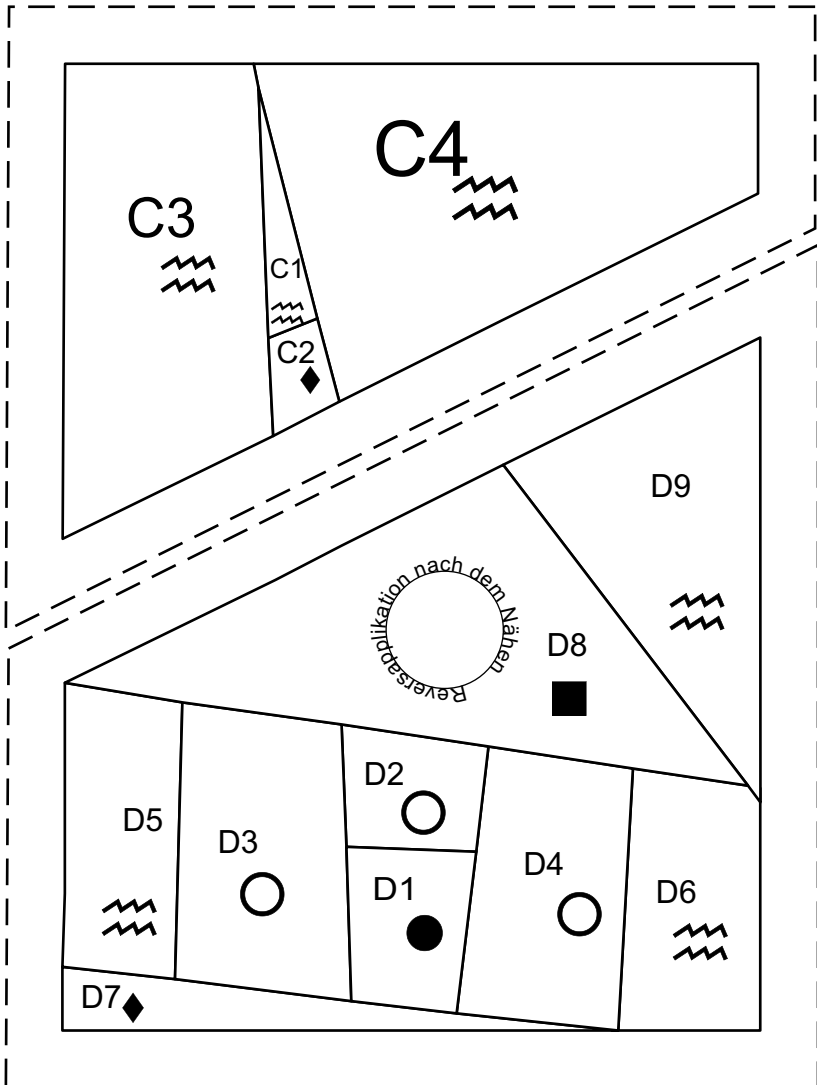 C4
C3
C1
C2
D9
Reversapplikation nach dem Nähen
D8
D2
D5
D3
D4
D1
D6
D7